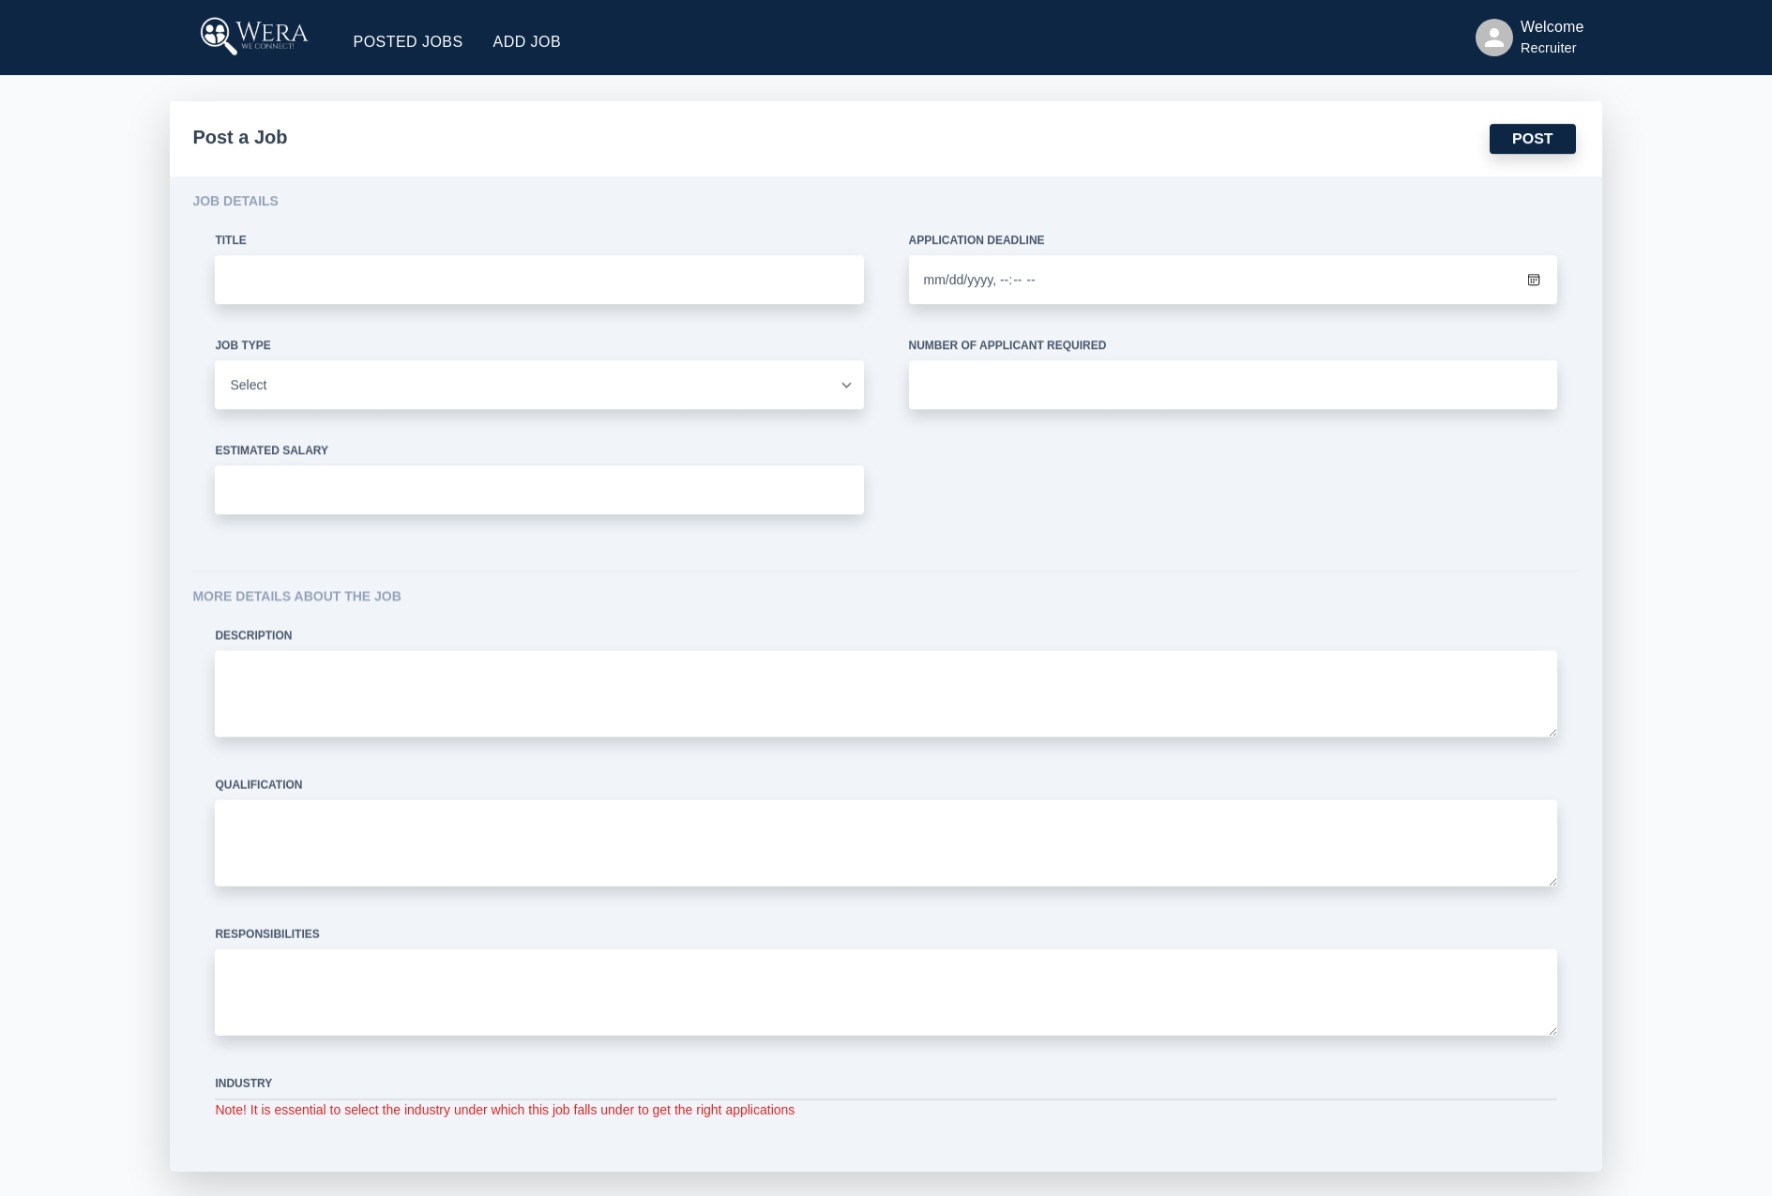 WERA
WE CONNECT!
POSTED JOBS
ADD JOB
Welcome
Recruiter
Post a Job
POST
JOB DETAILS
TITLE
APPLICATION DEADLINE
mm/dd/yyyy, --:-- --
JOB TYPE
NUMBER OF APPLICANT REQUIRED
Select
ESTIMATED SALARY
MORE DETAILS ABOUT THE JOB
DESCRIPTION
QUALIFICATION
RESPONSIBILITIES
INDUSTRY
Note! It is essential to select the industry under which this job falls under to get the right applications